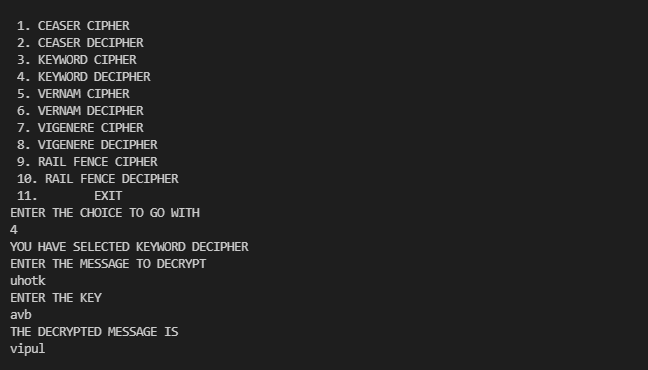 1. CEASER CIPHER
2. CEASER DECIPHER
3. KEYWORD CIPHER
4. KEYWORD DECIPHER
5. VERNAM CIPHER
6. VERNAM DECIPHER
7. VIGENERE CIPHER
8. VIGENERE DECIPHER
9. RAIL FENCE CIPHER
10. RAIL FENCE DECIPHER
11.        EXIT
ENTER THE CHOICE TO GO WITH
4
YOU HAVE SELECTED KEYWORD DECIPHER
ENTER THE MESSAGE TO DECRYPT
uhotk
ENTER THE KEY
avb
THE DECRYPTED MESSAGE IS
vipul